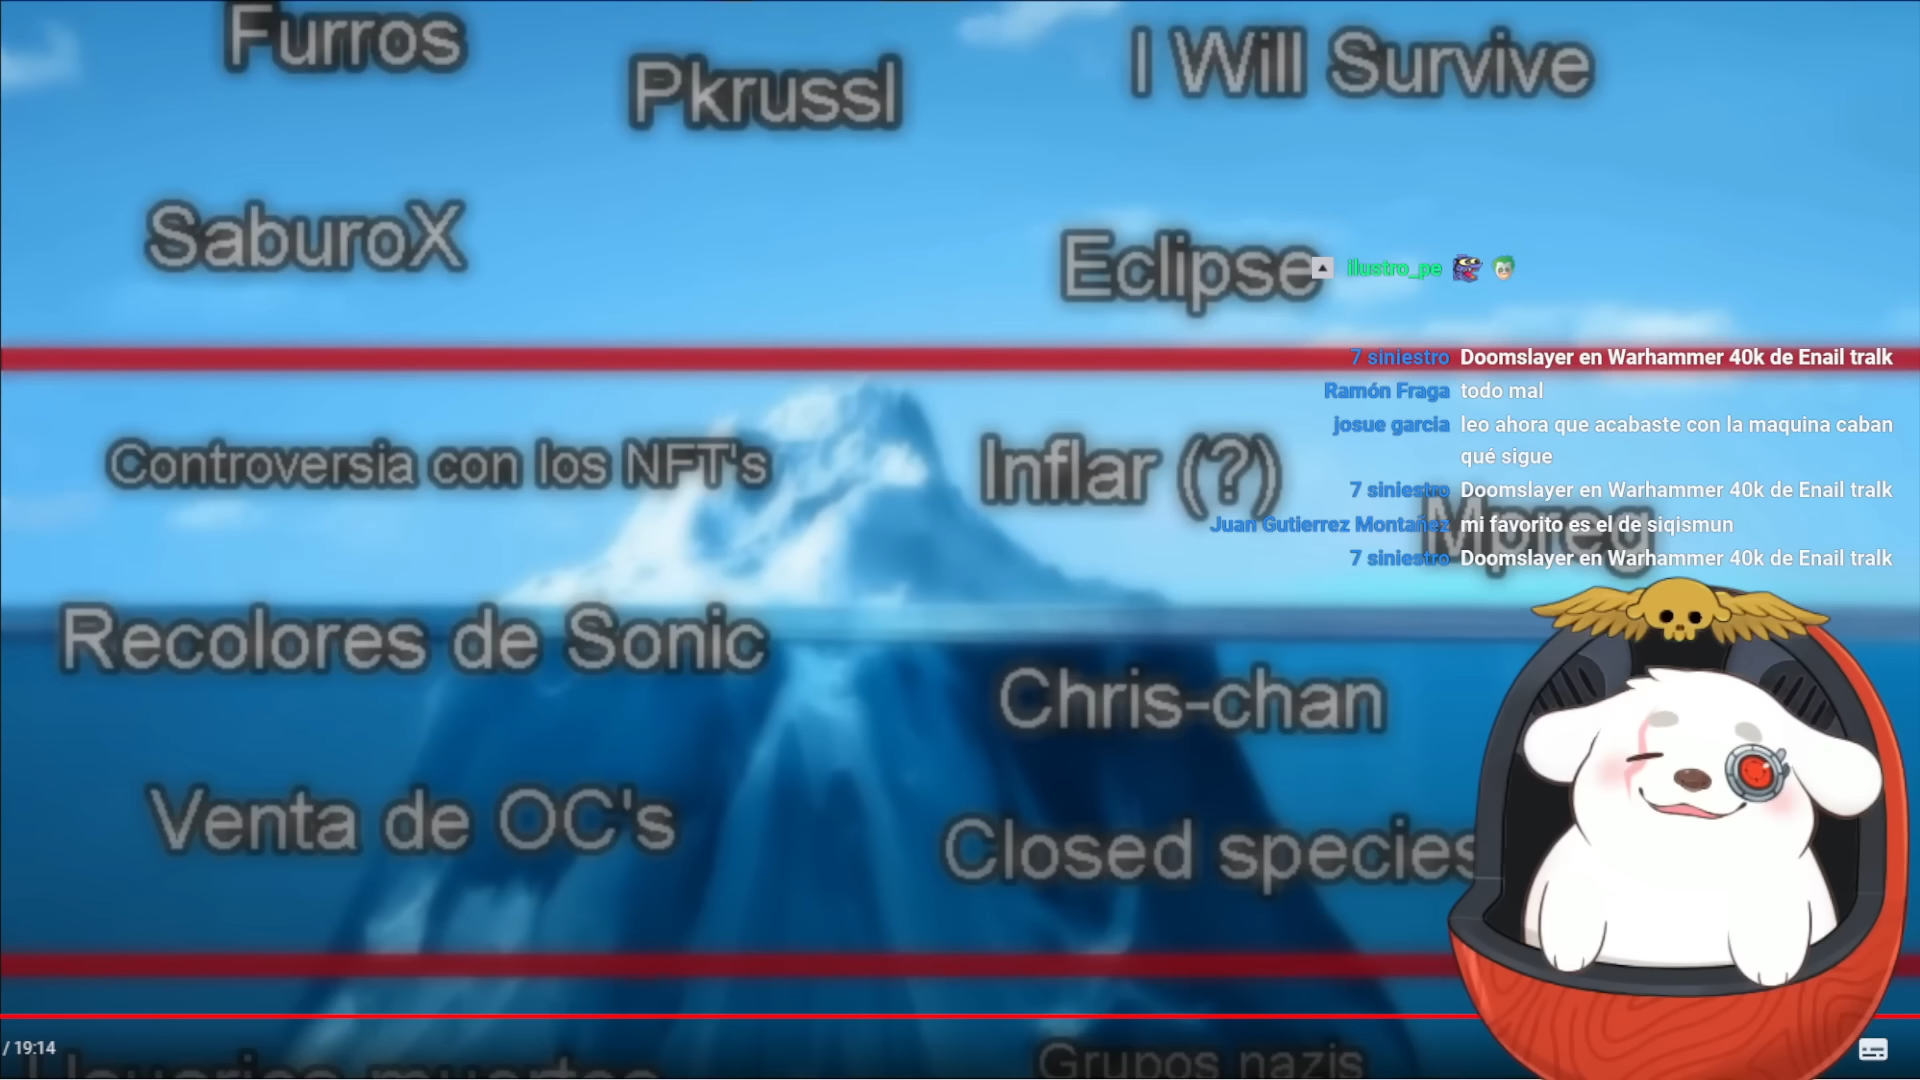 Furros
Pkrussl
I Will Survive
SaburoX
Eclipse
ilustro_pe
7 siniestro Doomslayer en Warhammer 40k de Enail tralk
Ramón Fraga todo mal
josue garcia leo ahora que acabaste con la maquina caban
qué sigue
7 siniestro Doomslayer en Warhammer 40k de Enail tralk
Juan Gutierrez Montañez mi favorito es el de siqismun
7 siniestro Doomslayer en Warhammer 40k de Enail tralk
Controversia con los NFT's
Inflar (?)
Mpreg
Recolores de Sonic
Chris-chan
Venta de OC's
Closed species
/ 19:14
Usuarios muertos
Grupos nazis